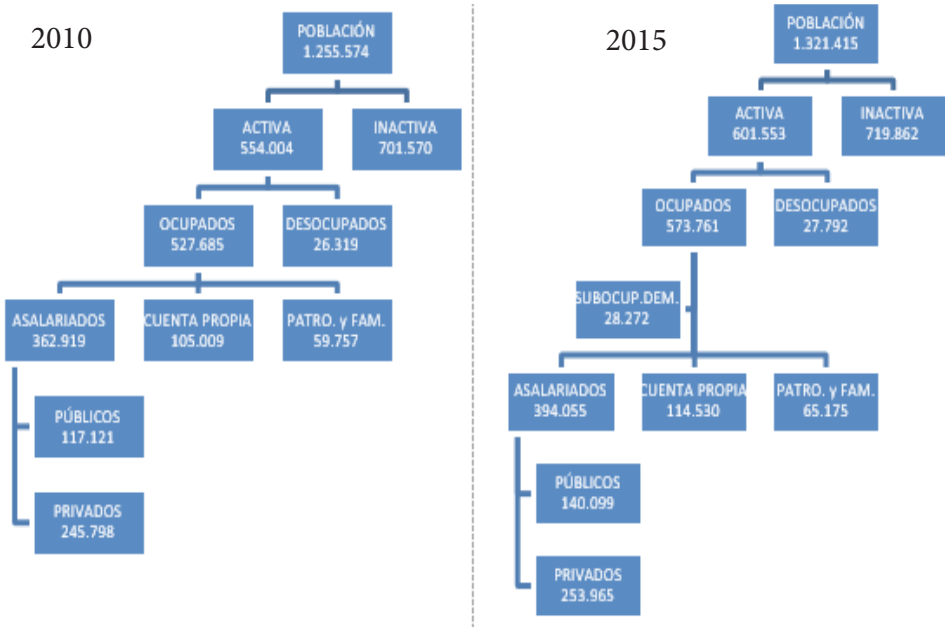 2010
POBLACIÓN
1.255.574
ACTIVA
554.004
INACTIVA
701.570
OCUPADOS
527.685
DESOCUPADOS
26.319
ASALARIADOS
362.919
CUENTA PROPIA
105.009
PATRO. y FAM.
59.757
PÚBLICOS
117.121
PRIVADOS
245.798
2015
POBLACIÓN
1.321.415
ACTIVA
601.553
INACTIVA
719.862
OCUPADOS
573.761
DESOCUPADOS
27.792
SUBOCUP.DEM.
28.272
ASALARIADOS
394.055
CUENTA PROPIA
114.530
PATRO. y FAM.
65.175
PÚBLICOS
140.099
PRIVADOS
253.965